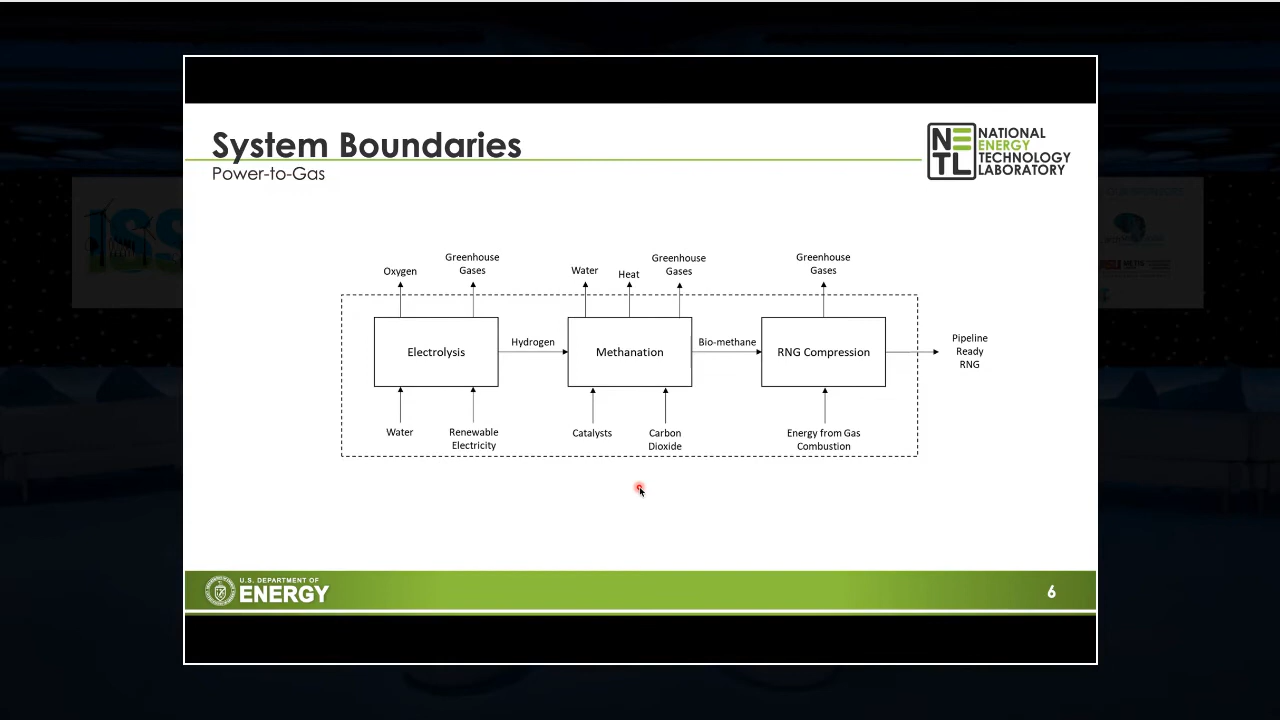 System Boundaries
Power-to-Gas
NETL
NATIONAL
ENERGY
TECHNOLOGY
LABORATORY
ISS
Oxygen
Greenhouse
Gases
Water
Heat
Greenhouse
Gases
Greenhouse
Gases
Electrolysis
Hydrogen
Methanation
Bio-methane
RNG Compression
Pipeline
Ready
RNG
Water
Renewable
Electricity
Catalysts
Carbon
Dioxide
Energy from Gas
Combustion
U.S. DEPARTMENT OF
ENERGY
6